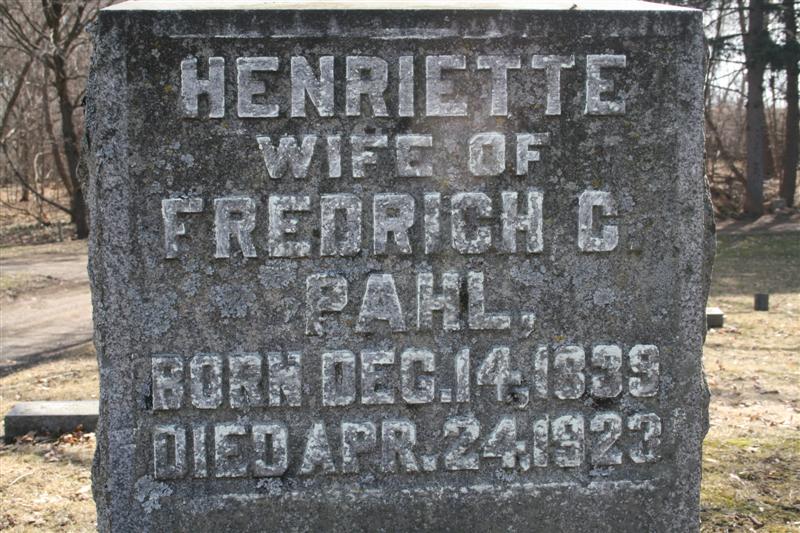 HENRIETTE
WIFE OF
FREDRICH C.
PAHL,
BORN DEC. 14, 1839
DIED APR. 24, 1923